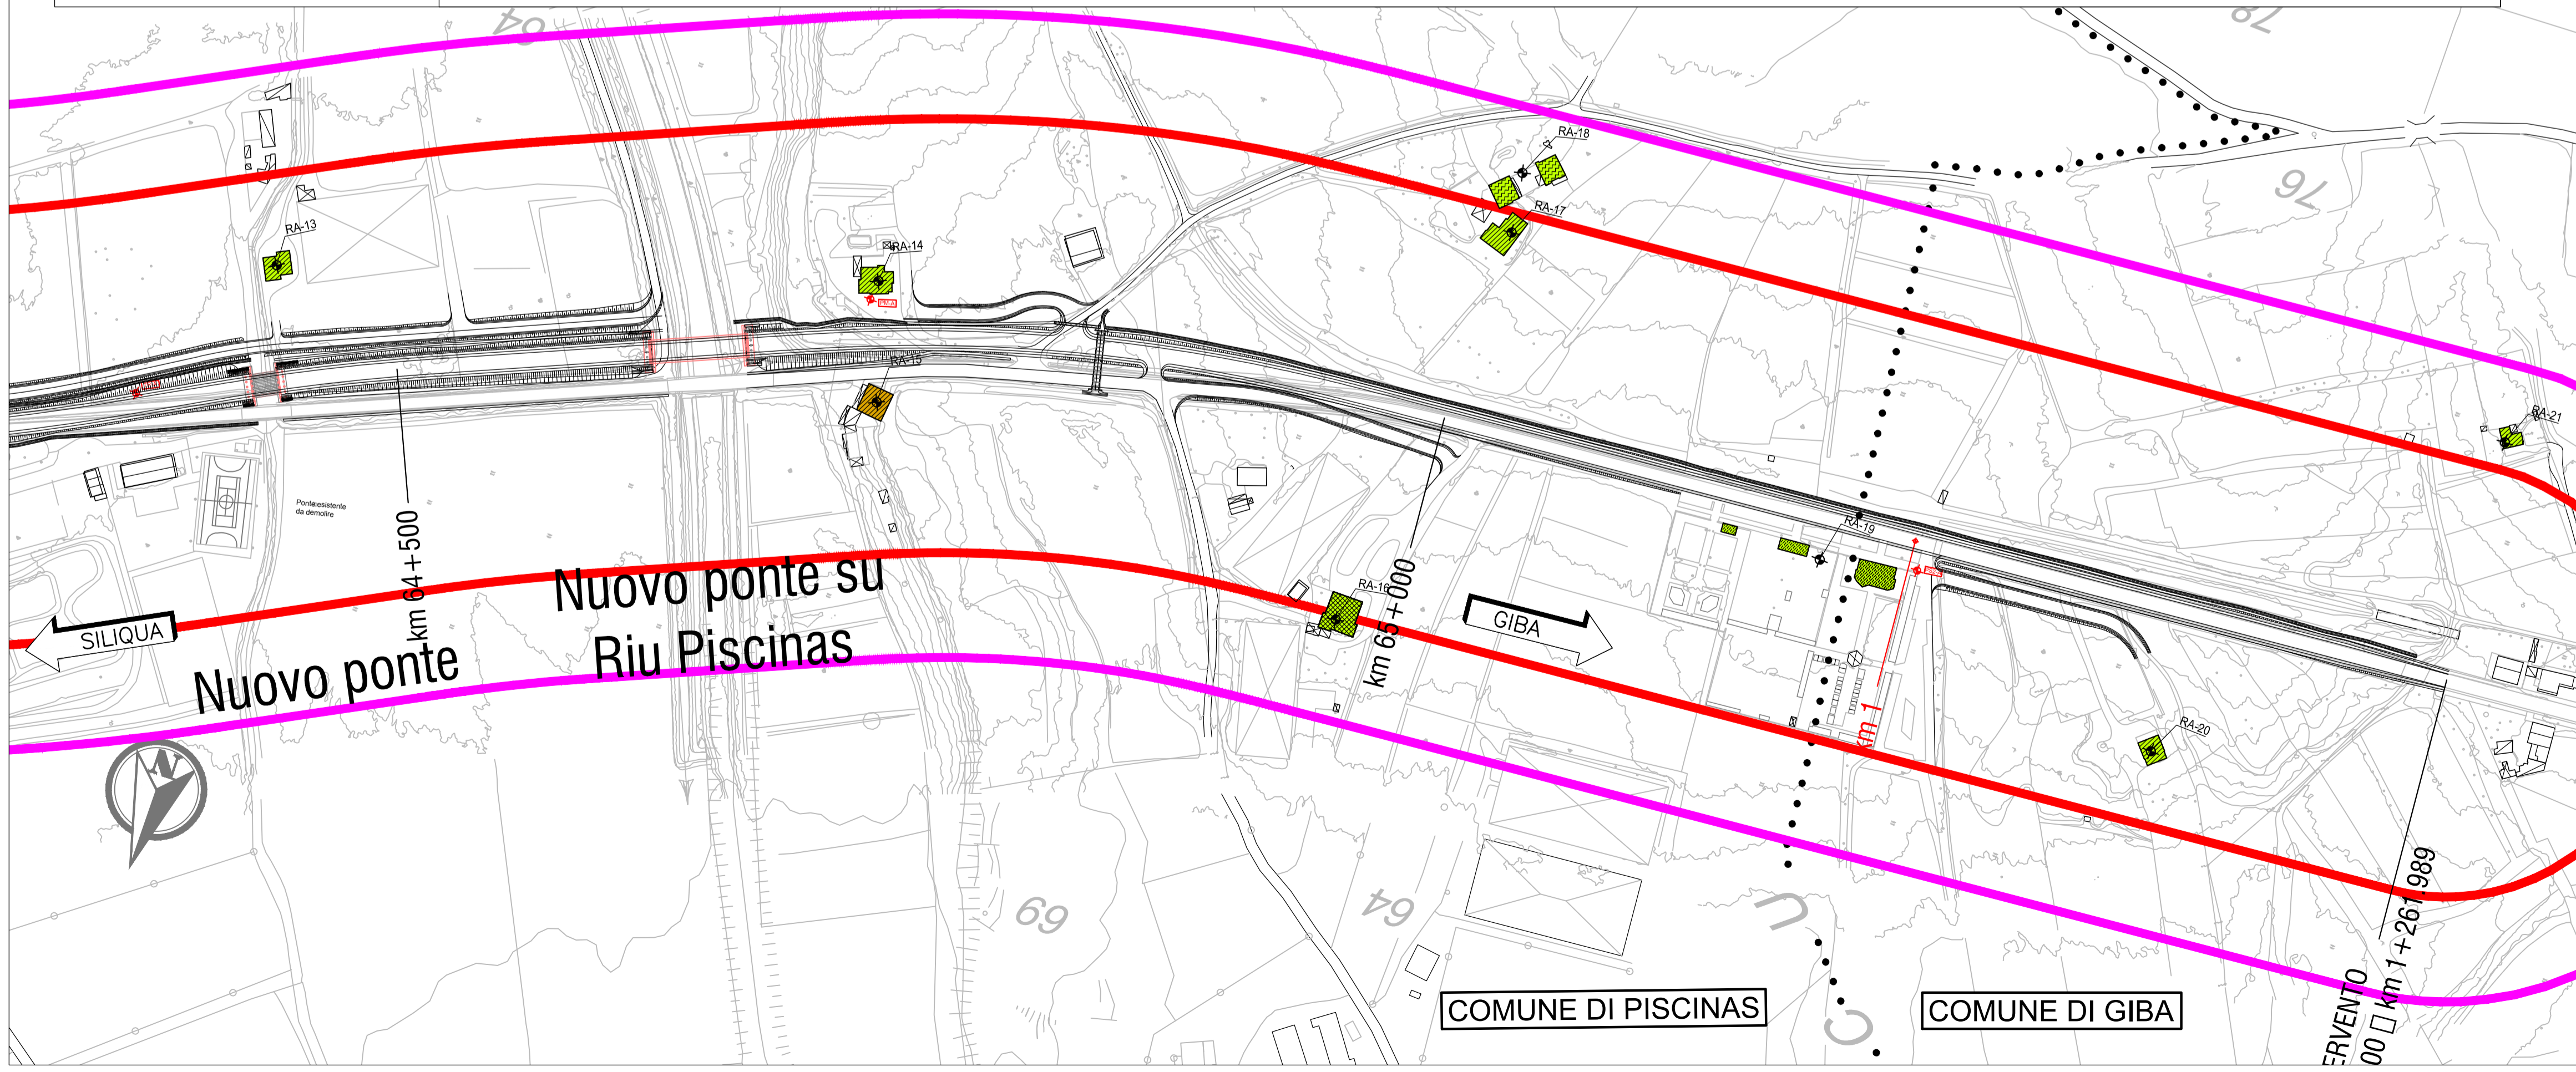 64
78
RA-18
76
RA-17
RA-13
RA-14
RA-15
RA-21
Ponte esistente
da demolire
km 64+500
RA-19
Nuovo ponte su
Riu Piscinas
RA-16
km 65+000
SILIQUA
GIBA
Nuovo ponte
km 1
RA-20
N
69
64
U
C
COMUNE DI PISCINAS
COMUNE DI GIBA
ERVENTO
00 □ km 1+261.989